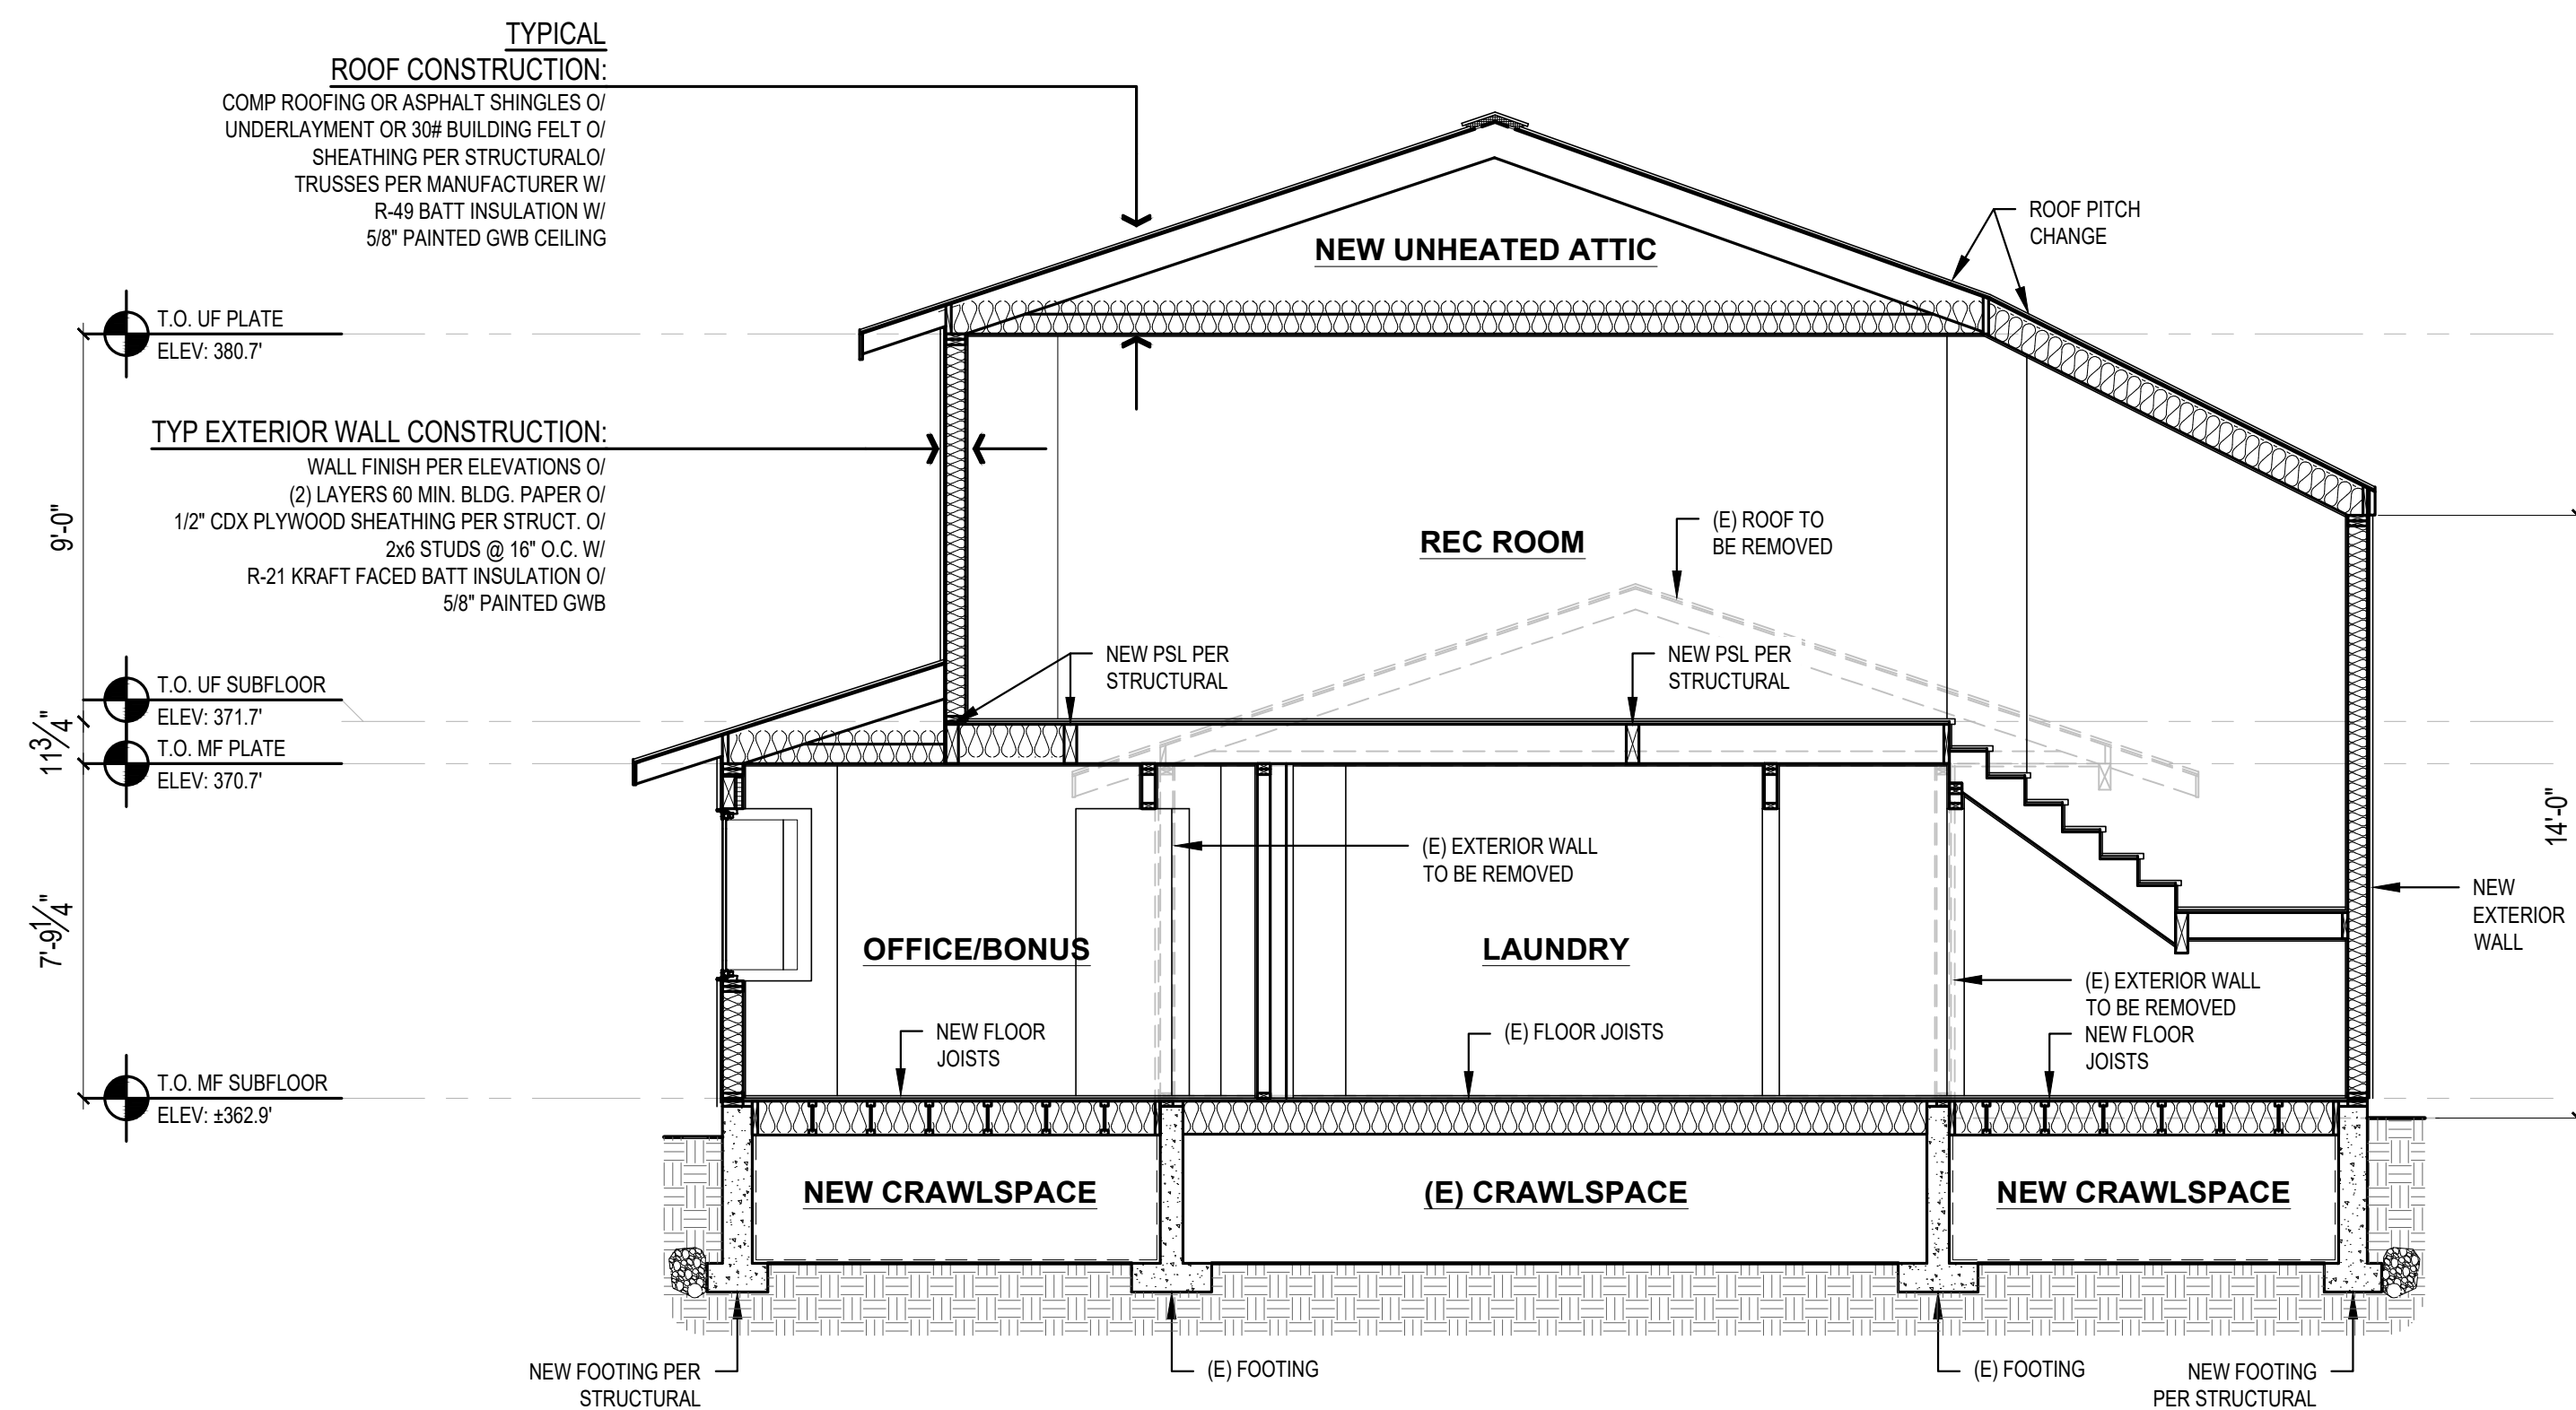 TYPICAL
ROOF CONSTRUCTION:
COMP ROOFING OR ASPHALT SHINGLES O/
UNDERLAYMENT OR 30# BUILDING FELT O/
SHEATHING PER STRUCTURALO/
TRUSSES PER MANUFACTURER W/
R-49 BATT INSULATION W/
5/8" PAINTED GWB CEILING
ROOF PITCH
CHANGE
NEW UNHEATED ATTIC
T.O. UF PLATE
ELEV: 380.7'
TYP EXTERIOR WALL CONSTRUCTION:
WALL FINISH PER ELEVATIONS O/
(2) LAYERS 60 MIN. BLDG. PAPER O/
1/2" CDX PLYWOOD SHEATHING PER STRUCT. O/
2x6 STUDS @ 16" O.C. W/
R-21 KRAFT FACED BATT INSULATION O/
5/8" PAINTED GWB
9'-0"
REC ROOM
(E) ROOF TO
BE REMOVED
NEW PSL PER
STRUCTURAL
NEW PSL PER
STRUCTURAL
T.O. UF SUBFLOOR
ELEV: 371.7'
11 3/4"
T.O. MF PLATE
ELEV: 370.7'
14'-0"
(E) EXTERIOR WALL
TO BE REMOVED
NEW
EXTERIOR
WALL
7'-9 1/4"
OFFICE/BONUS
LAUNDRY
(E) EXTERIOR WALL
TO BE REMOVED
NEW FLOOR
JOISTS
(E) FLOOR JOISTS
NEW FLOOR
JOISTS
T.O. MF SUBFLOOR
ELEV: ±362.9'
NEW CRAWLSPACE
(E) CRAWLSPACE
NEW CRAWLSPACE
NEW FOOTING PER
STRUCTURAL
(E) FOOTING
(E) FOOTING
NEW FOOTING
PER STRUCTURAL